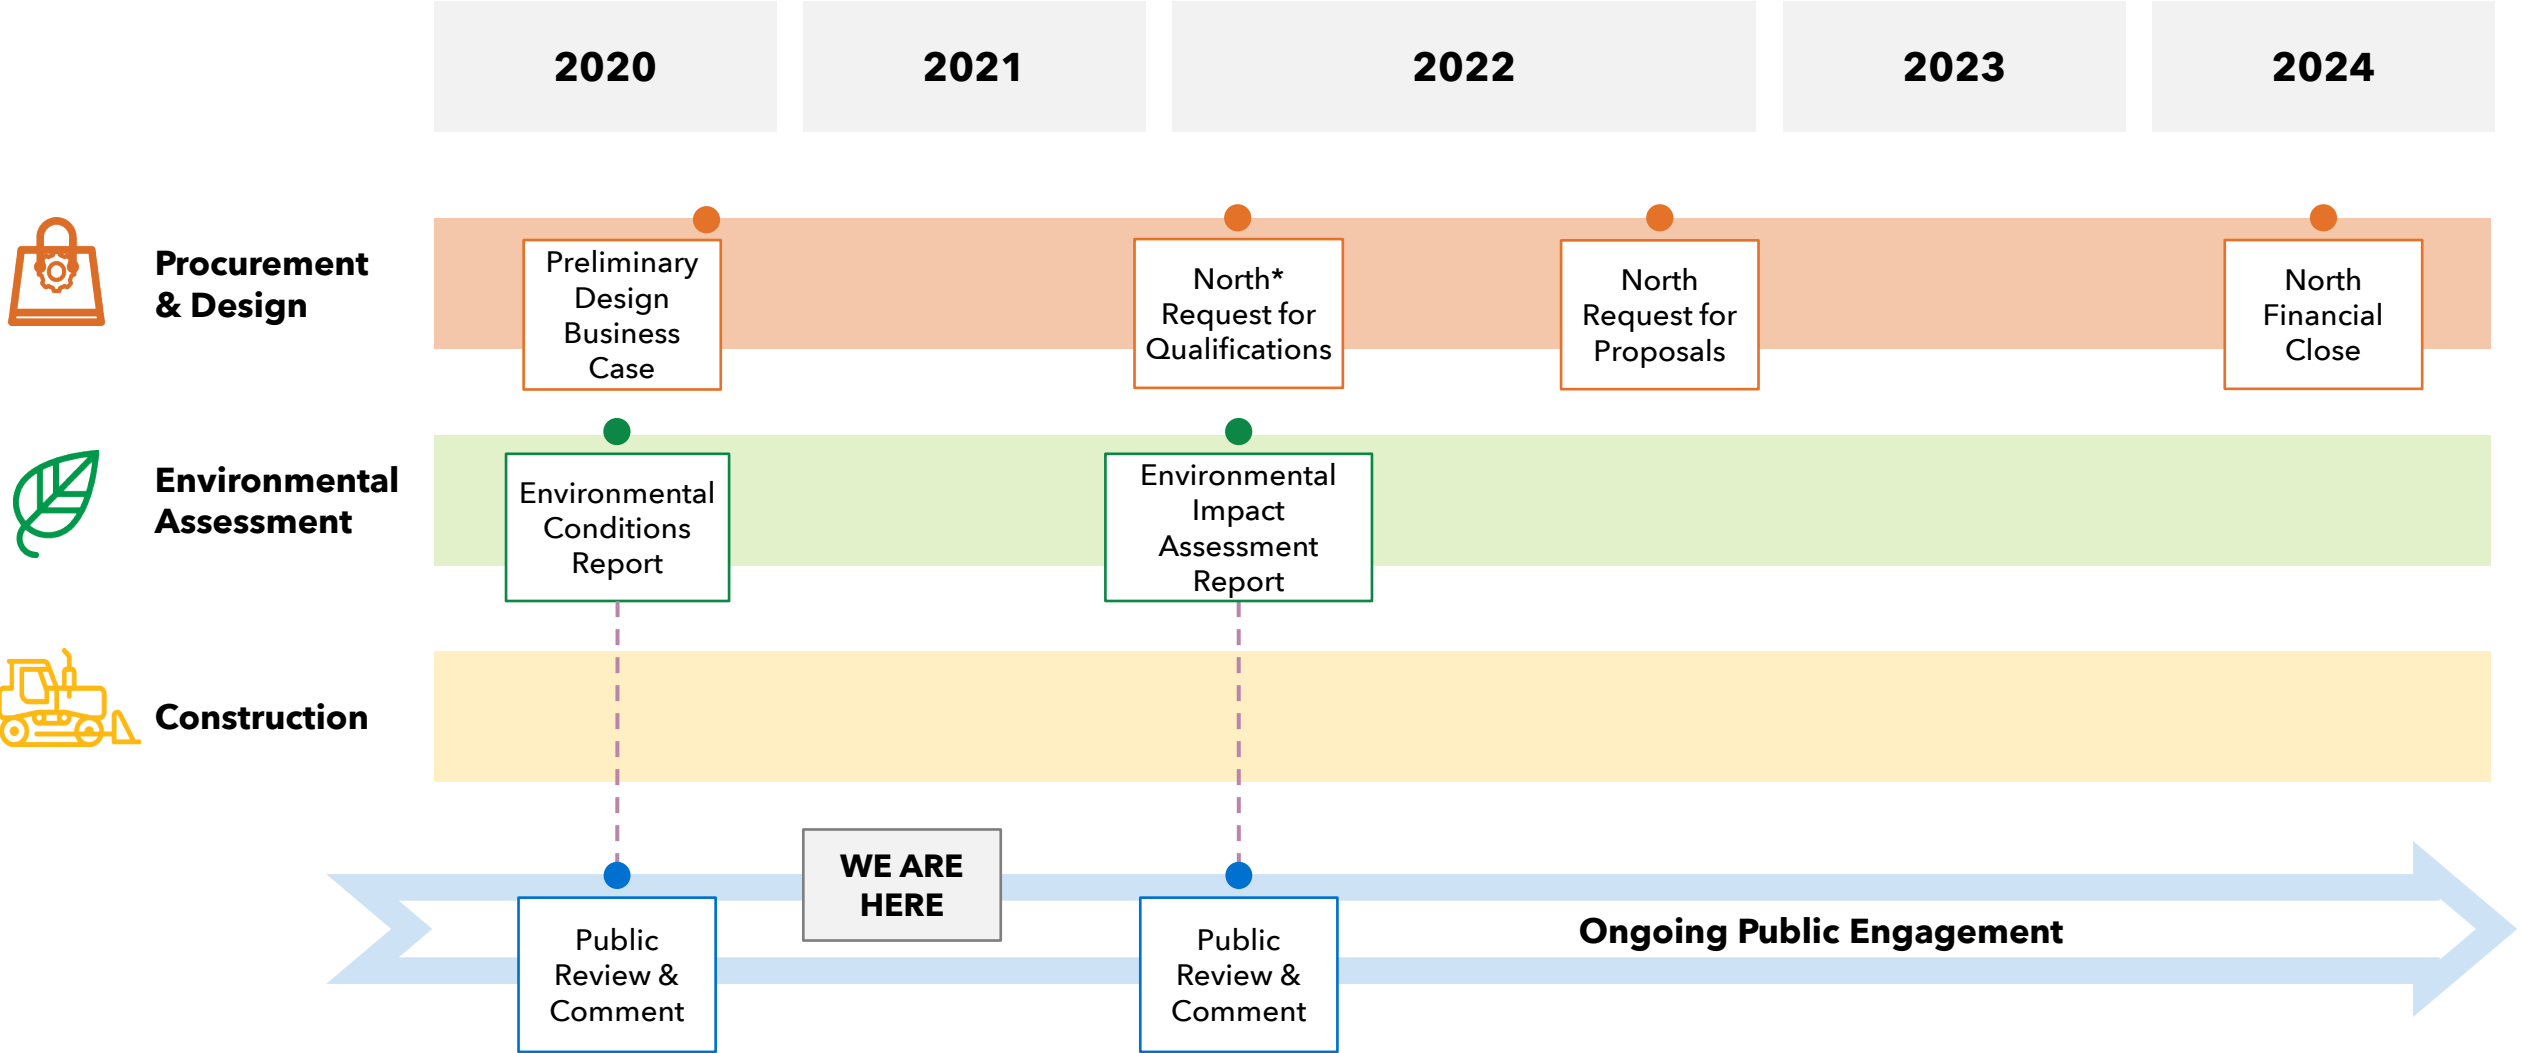 2020
2021
2022
2023
2024
Procurement
& Design
Preliminary
Design
Business
Case
North*
Request for
Qualifications
North
Request for
Proposals
North
Financial
Close
Environmental
Assessment
Environmental
Conditions
Report
Environmental
Impact
Assessment
Report
Construction
WE ARE
HERE
Public
Review &
Comment
Public
Review &
Comment
Ongoing Public Engagement